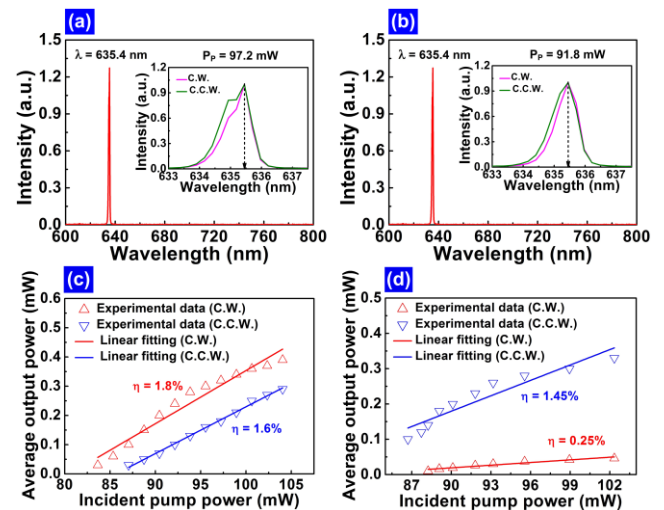 (a)
λ = 635.4 nm
P_P = 97.2 mW
C.W.
C.C.W.
Intensity (a.u.)
1.2
0.9
0.6
0.3
0.0
633 634 635 636 637
Wavelength (nm)
Intensity (a.u.)
1.5
1.2
0.9
0.6
0.3
0.0
600 640 680 720 760 800
Wavelength (nm)
(b)
λ = 635.4 nm
P_P = 91.8 mW
C.W.
C.C.W.
Intensity (a.u.)
1.2
0.9
0.6
0.3
0.0
633 634 635 636 637
Wavelength (nm)
Intensity (a.u.)
1.5
1.2
0.9
0.6
0.3
0.0
600 640 680 720 760 800
Wavelength (nm)
(c)
Experimental data (C.W.)
Experimental data (C.C.W.)
Linear fitting (C.W.)
Linear fitting (C.C.W.)
η = 1.8%
η = 1.6%
Average output power (mW)
0.6
0.5
0.4
0.3
0.2
0.1
0.0
80 85 90 95 100 105
Incident pump power (mW)
(d)
Experimental data (C.W.)
Experimental data (C.C.W.)
Linear fitting (C.W.)
Linear fitting (C.C.W.)
η = 1.45%
η = 0.25%
Average output power (mW)
0.5
0.4
0.3
0.2
0.1
0.0
87 90 93 96 99 102
Incident pump power (mW)